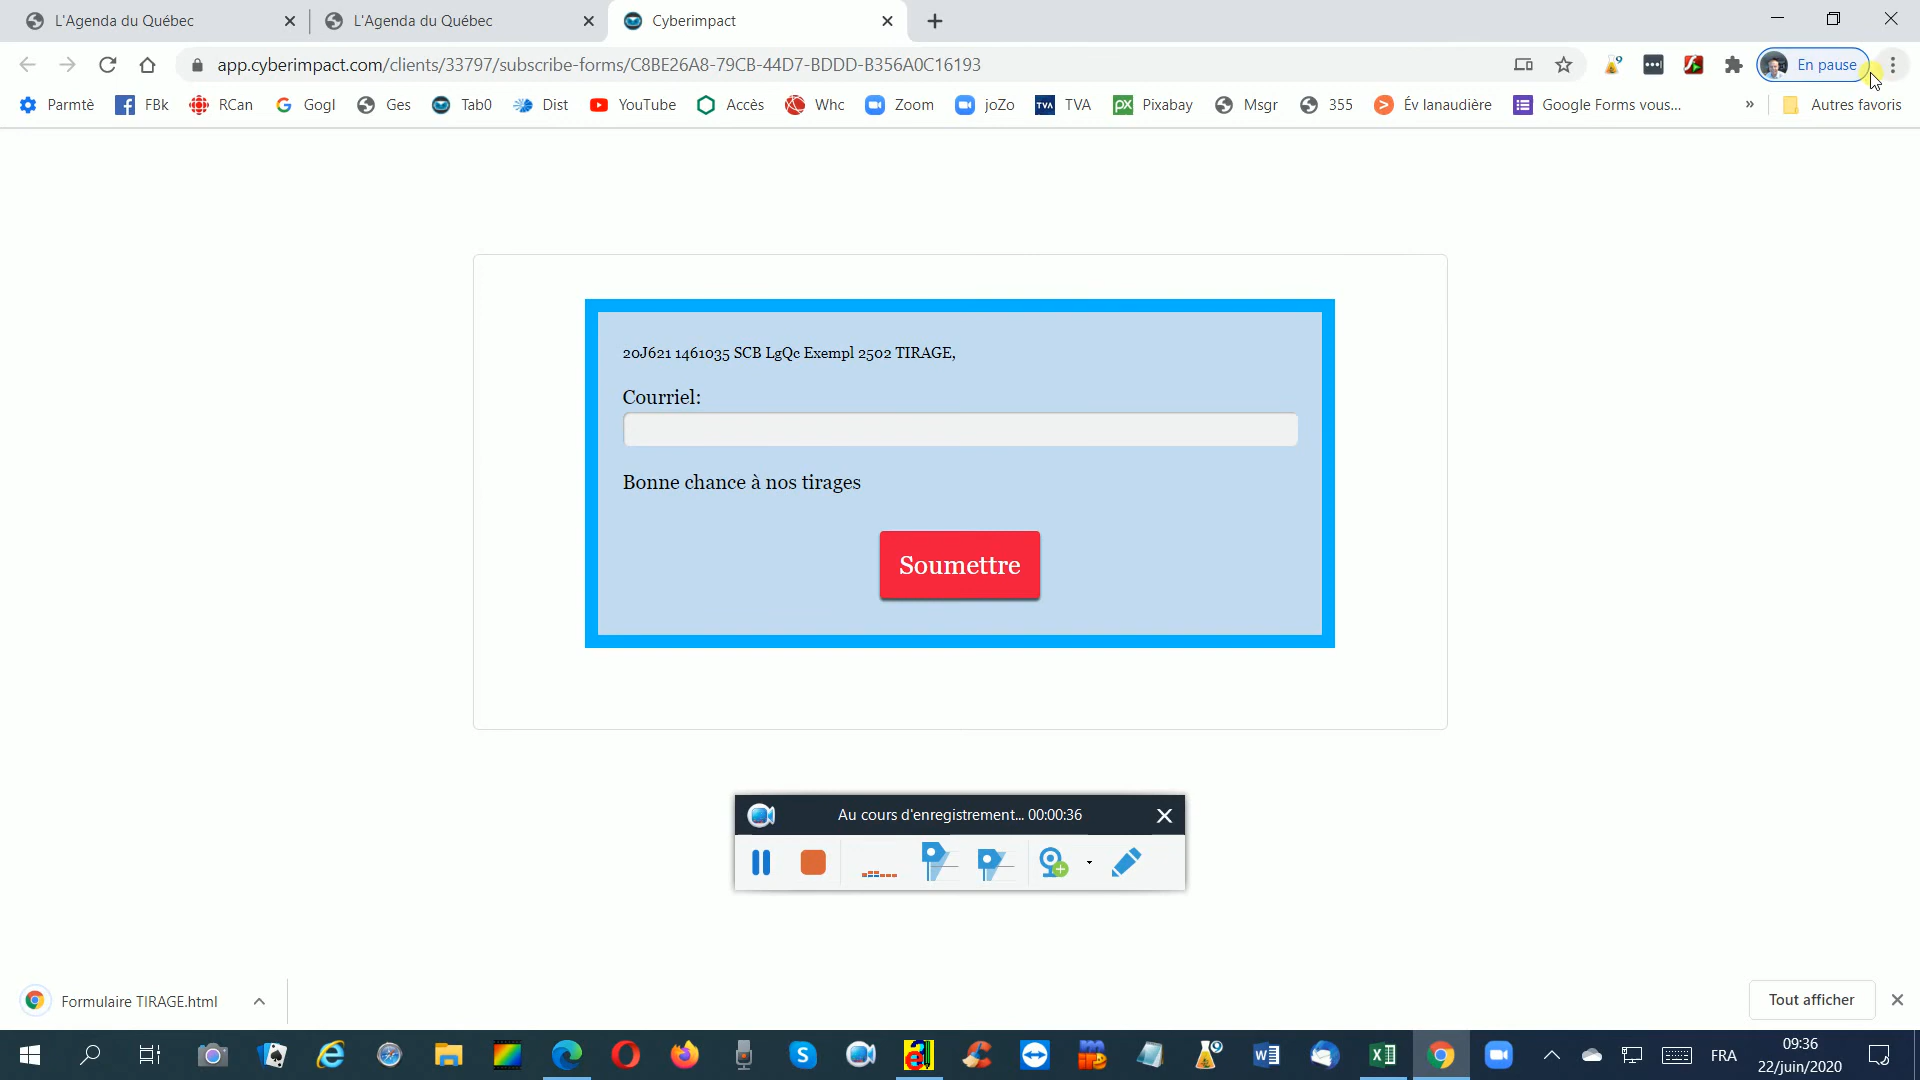 L'Agenda du Québec
L'Agenda du Québec
Cyberimpact
app.cyberimpact.com/clients/33797/subscribe-forms/C8BE26A8-79CB-44D7-BDDD-B356A0C16193
En pause
Parmtè
FBk
RCan
Gogl
Ges
Tab0
Dist
YouTube
Accès
Whc
Zoom
joZo
TVA
TVA
px
Pixabay
Msgr
355
Év lanaudière
Google Forms vous...
»
Autres favoris
20J621 1461035 SCB LgQc Exempl 2502 TIRAGE,
Courriel:
Bonne chance à nos tirages
Soumettre
Au cours d'enregistrement... 00:00:36
Formulaire TIRAGE.html
Tout afficher
FRA
09:36
22/juin/2020